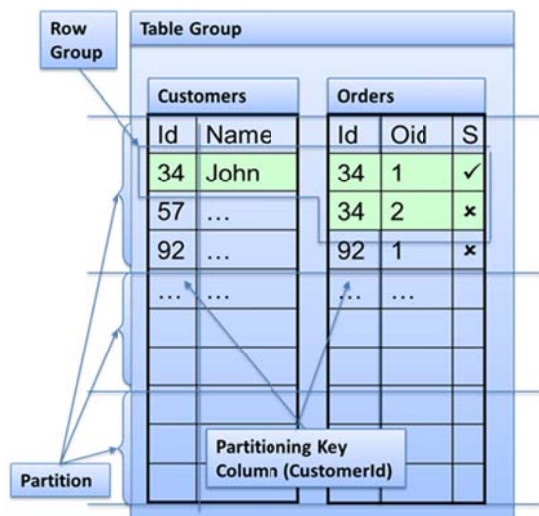 Row
Group
Table Group
Customers
Orders
Id Name
Id Oid S
34 John
34 1 ✓
57 ...
34 2 ×
92 ...
92 1 ×
... ...
... ...
Partitioning Key
Column (CustomerId)
Partition